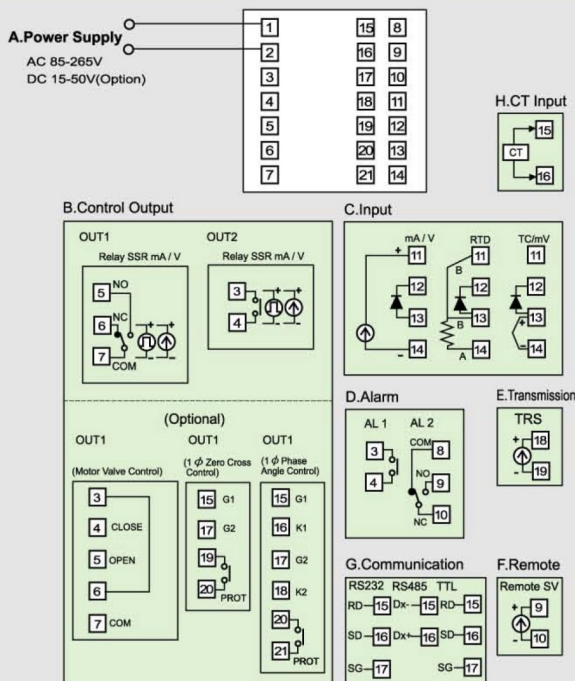 A.Power Supply
AC 85-265V
DC 15-50V(Option)
1 15 8
2 16 9
3 17 10
4 18 11
5 19 12
6 20 13
7 21 14
H.CT Input
CT
15
16
B.Control Output
OUT1
Relay SSR mA / V
5 NO
6 NC
7 COM
+ +
- -
OUT2
Relay SSR mA / V
3
4
+ +
- -
C.Input
mA / V RTD TC/mV
+ 11 11 11
B
12 12 12
13 B 13 + 13
- 14 A 14 - 14
D.Alarm
AL 1 AL 2
3 COM 8
4 NO 9
NC 10
E.Transmission
TRS
+ 18
- 19
(Optional)
OUT1
(Motor Valve Control)
3
4 CLOSE
5 OPEN
6
7 COM
OUT1
(1 ϕ Zero Cross
Control)
15 G1
17 G2
19
20 PROT
OUT1
(1 ϕ Phase
Angle Control)
15 G1
16 K1
17 G2
18 K2
20
21 PROT
G.Communication
RS232 RS485 TTL
RD 15 Dx- 15 RD 15
SD 16 Dx+ 16 SD 16
SG 17 SG 17
F.Remote
Remote SV
+ 9
- 10